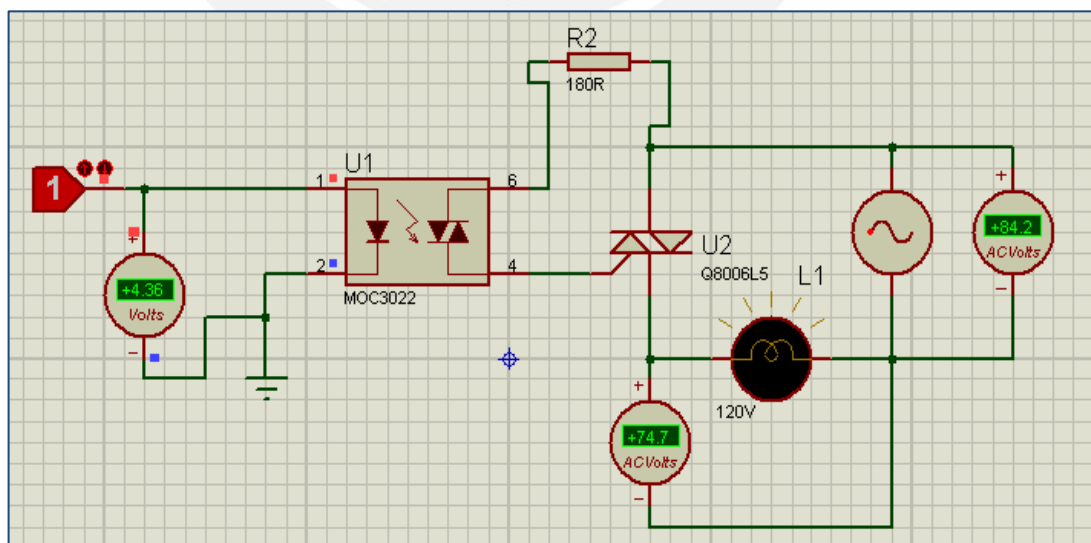 R2
180R
1
U1
1
6
2
4
MOC3022
+
+4.36
Volts
−
U2
Q8006L5
L1
120V
+
+84.2
AC Volts
−
+
+74.7
AC Volts
−